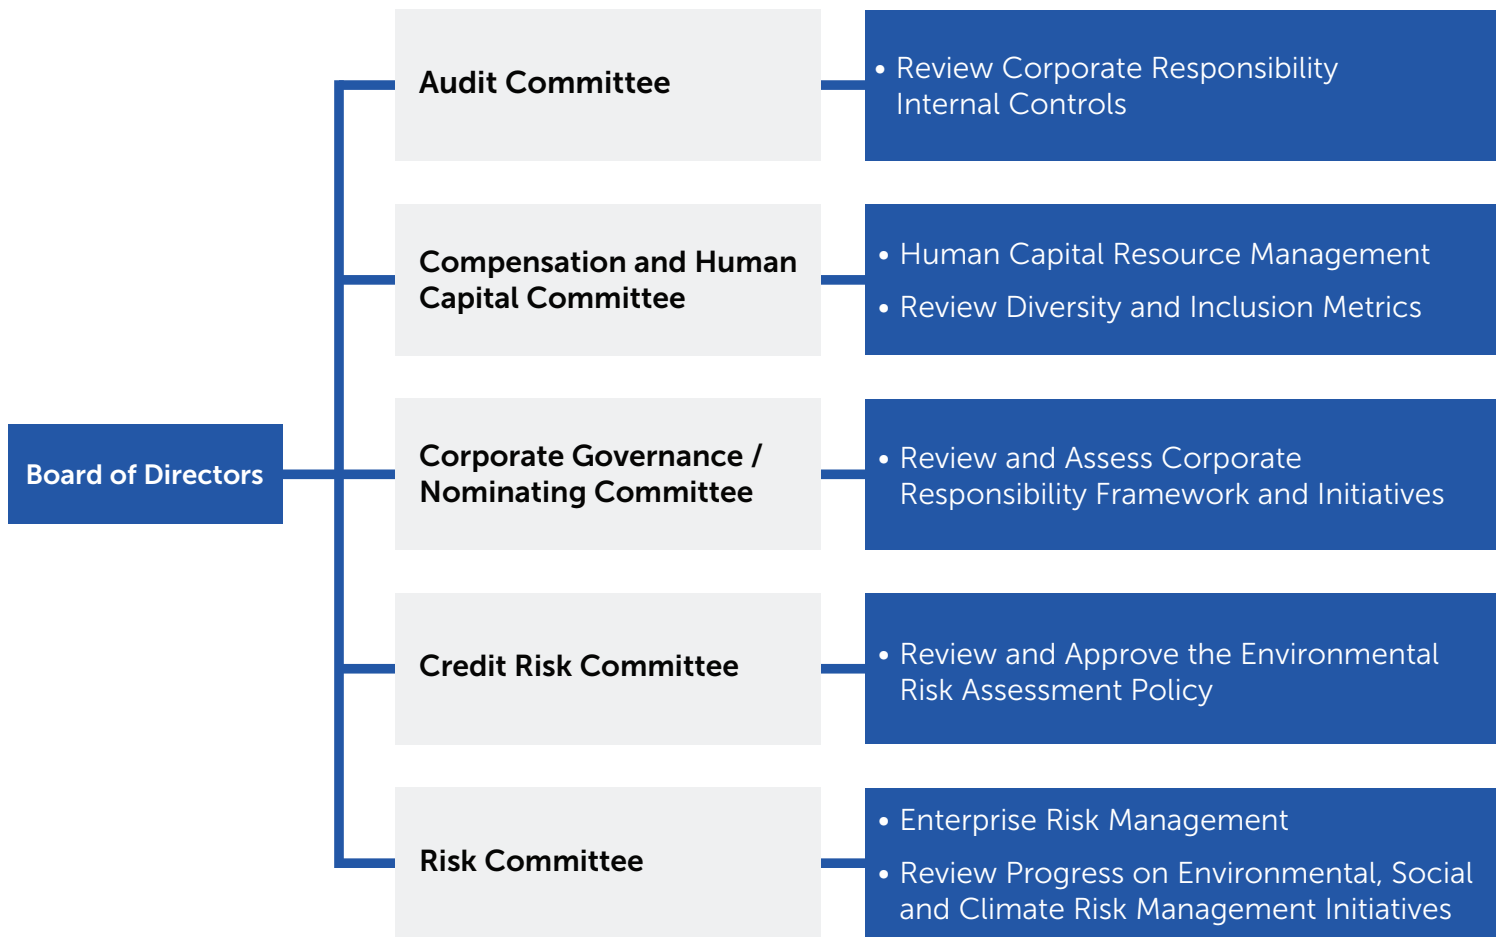 Board of Directors
Audit Committee
• Review Corporate Responsibility
Internal Controls
Compensation and Human
Capital Committee
• Human Capital Resource Management
• Review Diversity and Inclusion Metrics
Corporate Governance /
Nominating Committee
• Review and Assess Corporate
Responsibility Framework and Initiatives
Credit Risk Committee
• Review and Approve the Environmental
Risk Assessment Policy
Risk Committee
• Enterprise Risk Management
• Review Progress on Environmental, Social
and Climate Risk Management Initiatives